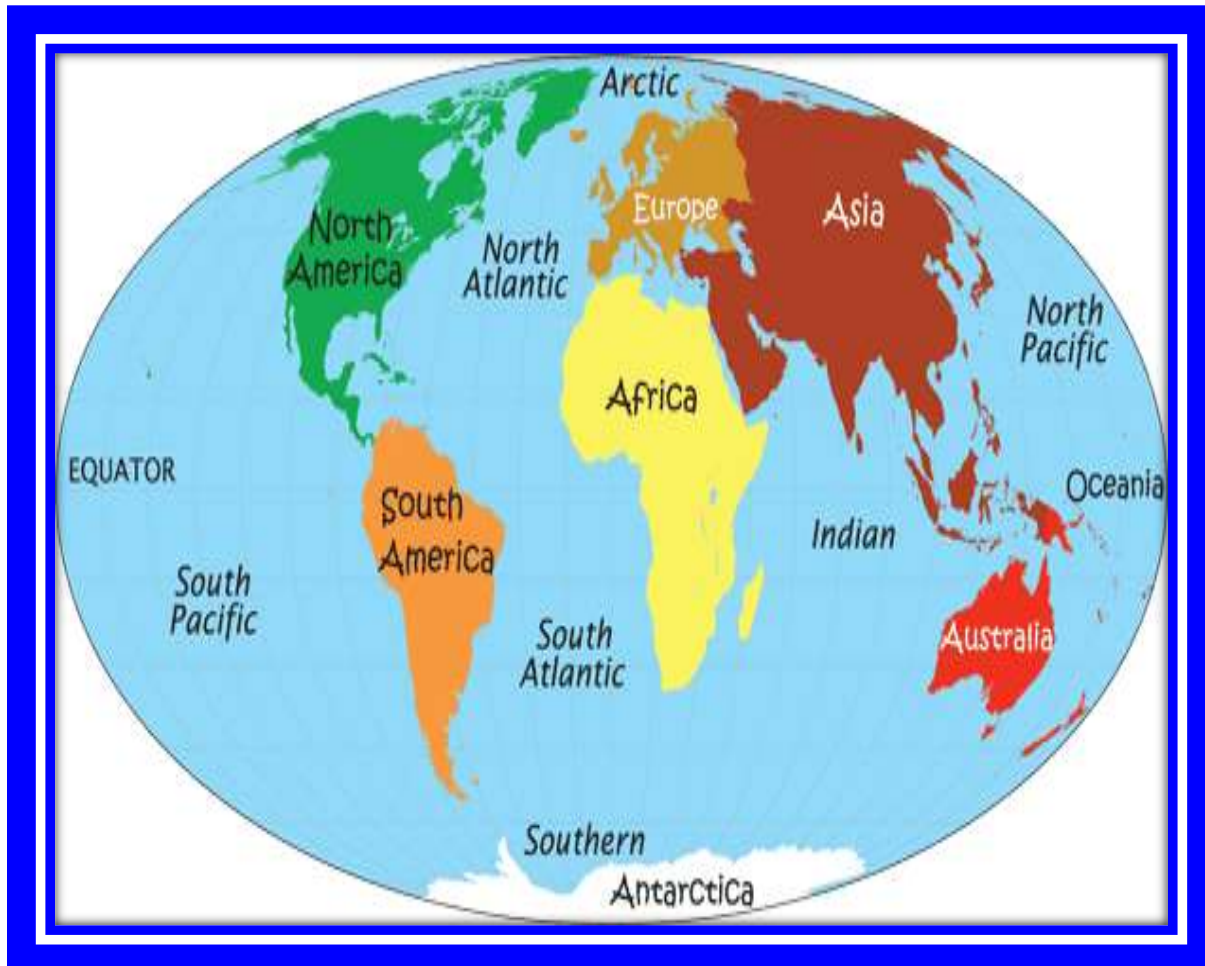 Arctic
North
America
North
Atlantic
Europe
Asia
North
Pacific
Africa
EQUATOR
Oceania
South
America
Indian
South
Pacific
South
Atlantic
Australia
Southern
Antarctica